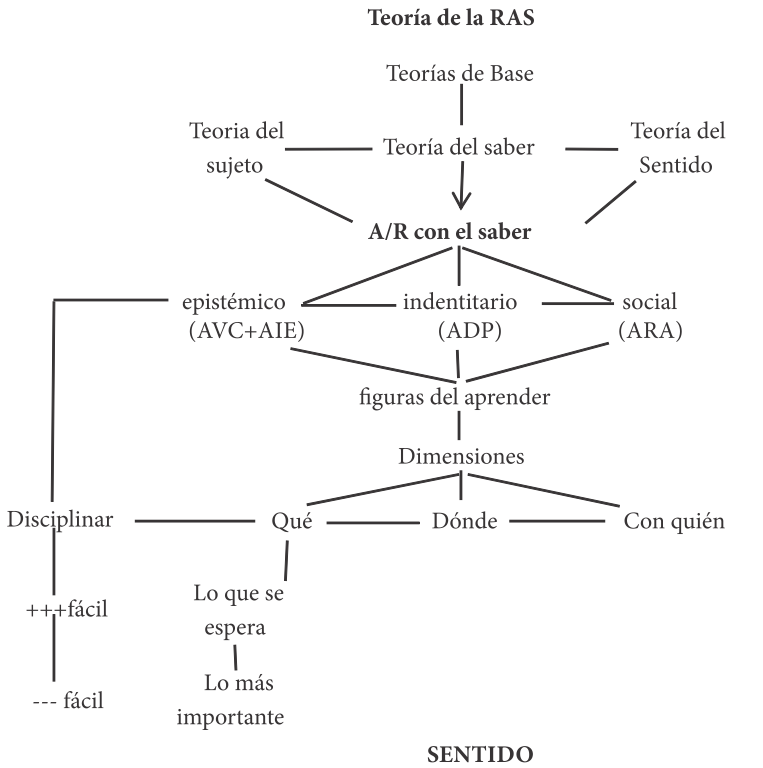 Teoría de la RAS
Teorías de Base
Teoria del
sujeto
Teoría del saber
Teoría del
Sentido
A/R con el saber
epistémico
(AVC+AIE)
indentitario
(ADP)
social
(ARA)
figuras del aprender
Dimensiones
Disciplinar
Qué
Dónde
Con quién
+++fácil
--- fácil
Lo que se
espera
Lo más
importante
SENTIDO